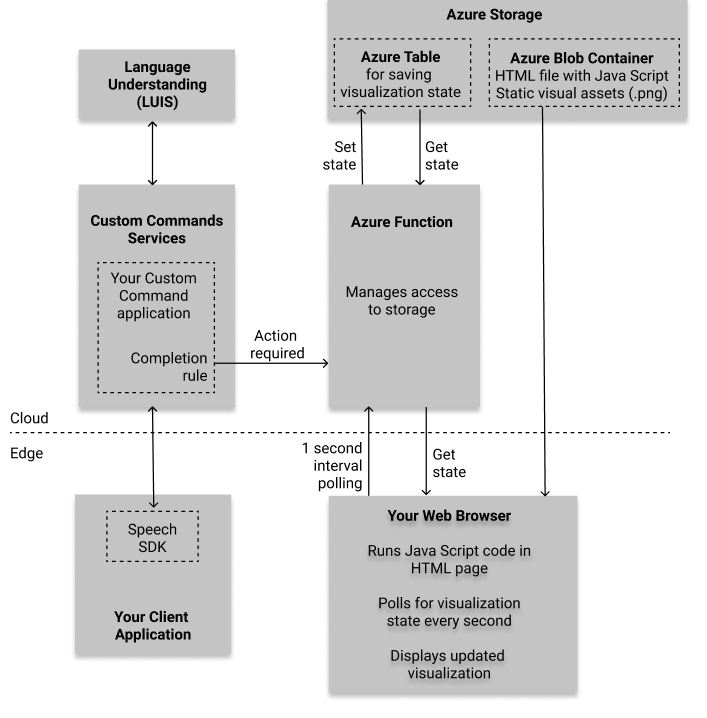 Azure Storage
Azure Table
for saving
visualization state
Azure Blob Container
HTML file with Java Script
Static visual assets (.png)
Language
Understanding
(LUIS)
Set
state
Get
state
Custom Commands
Services
Your Custom
Command
application
Completion
rule
Action
required
Azure Function
Manages access
to storage
Cloud
Edge
1 second
interval
polling
Get
state
Speech
SDK
Your Client
Application
Your Web Browser
Runs Java Script code in
HTML page
Polls for visualization
state every second
Displays updated
visualization